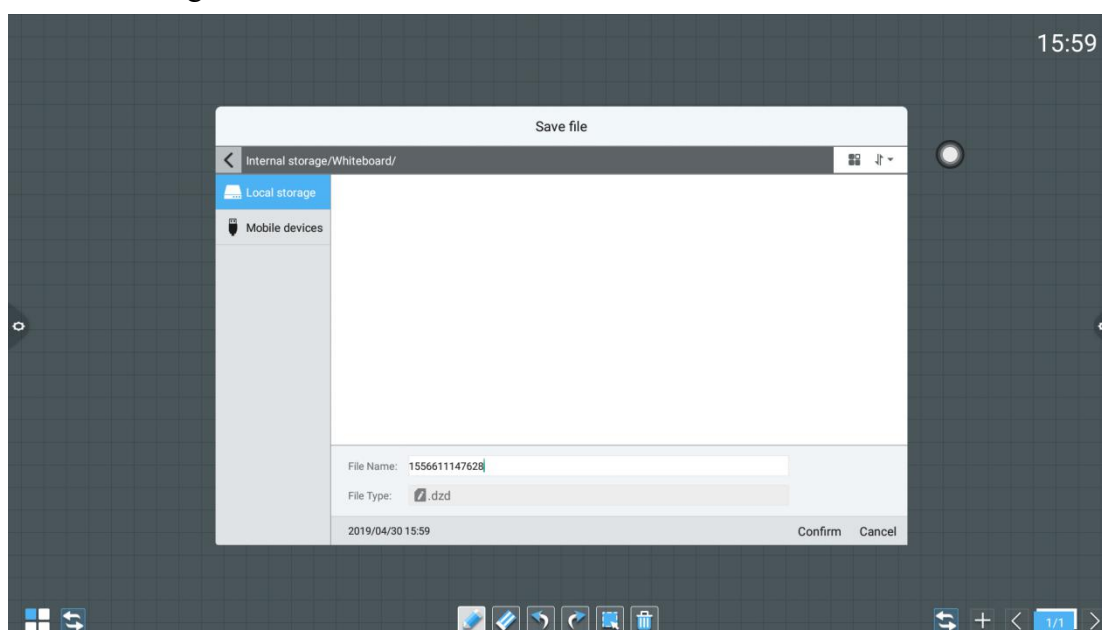 15:59
Save file
Internal storage/Whiteboard/
Local storage
Mobile devices
File Name: 1556611147628
File Type: .dzd
2019/04/30 15:59 Confirm Cancel
1/1